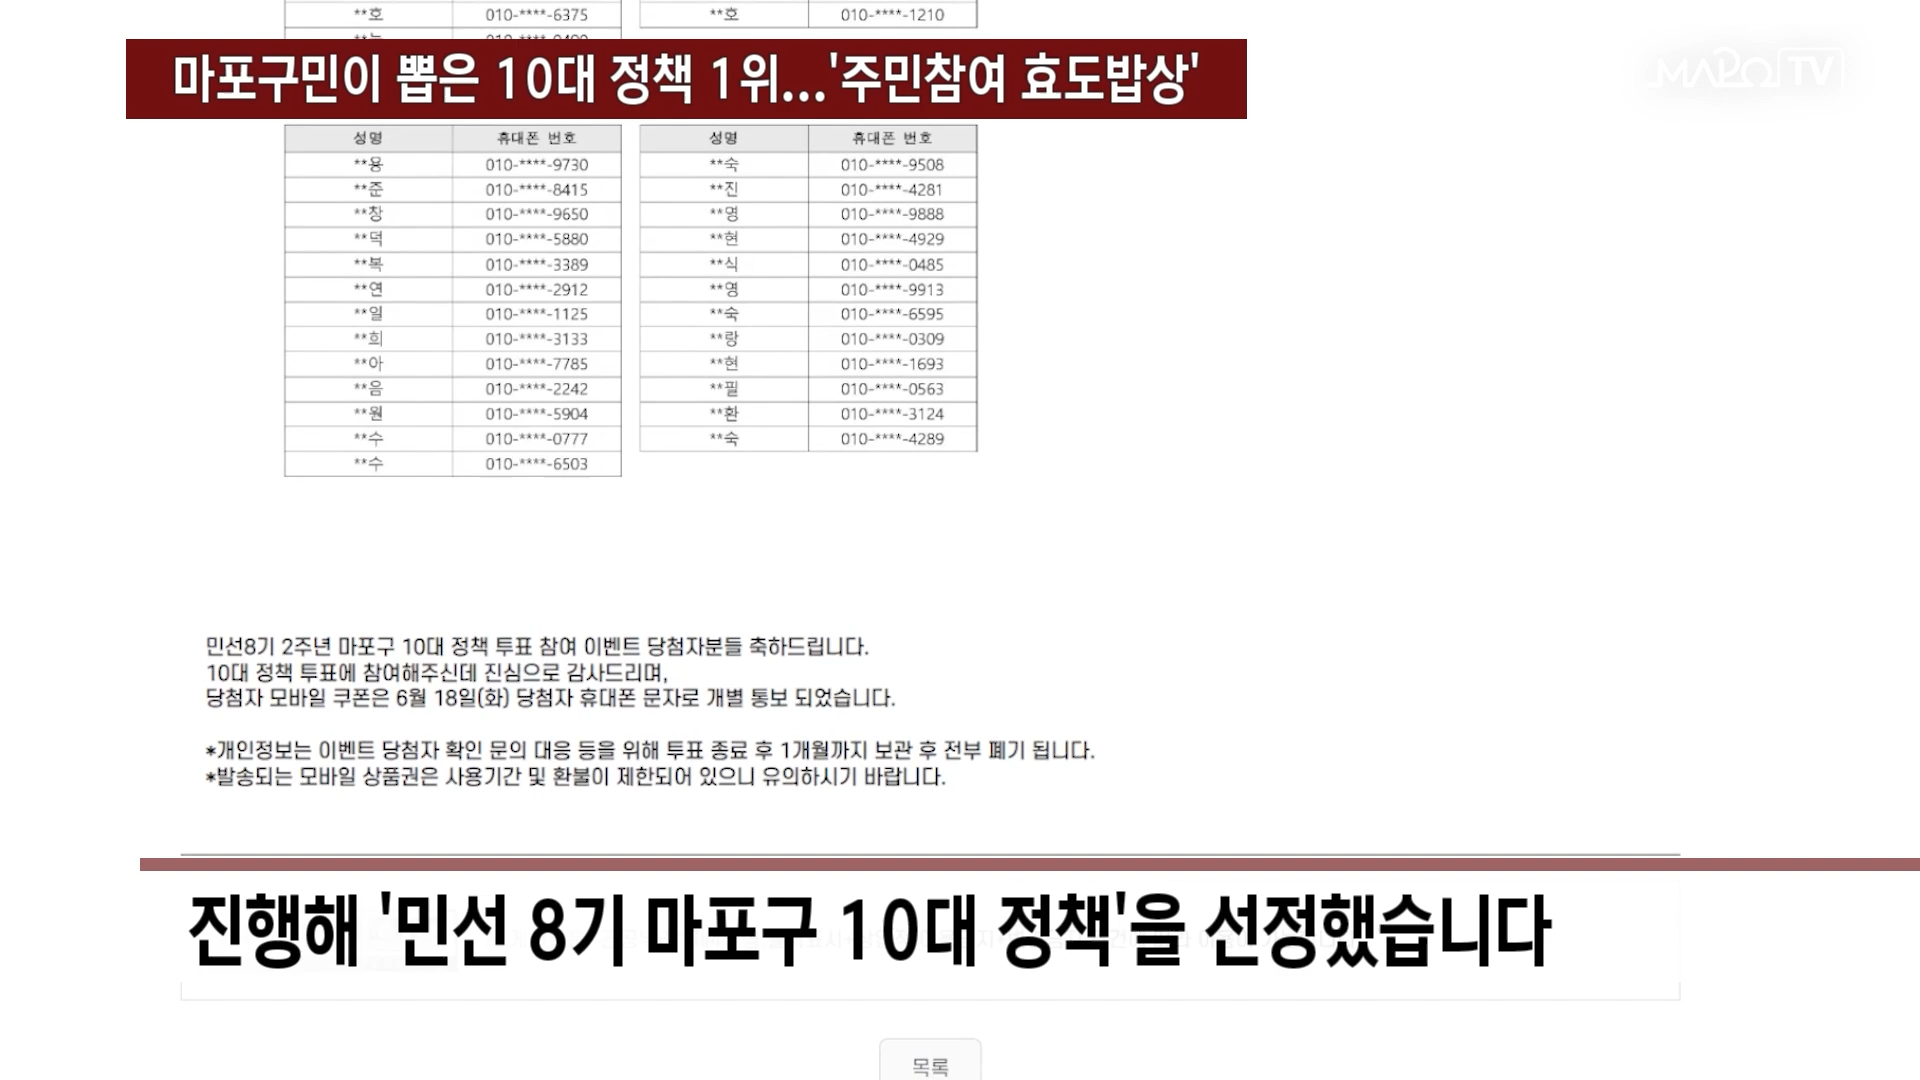 **호 010-****-6375 **호 010-****-1210
마포구민이 뽑은 10대 정책 1위...'주민참여 효도밥상'
MAPO TV
성명 휴대폰 번호 성명 휴대폰 번호
**용 010-****-9730 **숙 010-****-9508
**준 010-****-8415 **진 010-****-4281
**창 010-****-9650 **명 010-****-9888
**덕 010-****-5880 **현 010-****-4929
**복 010-****-3389 **식 010-****-0485
**연 010-****-2912 **영 010-****-9913
**일 010-****-1125 **숙 010-****-6595
**희 010-****-3133 **랑 010-****-0309
**아 010-****-7785 **현 010-****-1693
**음 010-****-2242 **필 010-****-0563
**원 010-****-5904 **환 010-****-3124
**수 010-****-0777 **숙 010-****-4289
**수 010-****-6503
민선8기 2주년 마포구 10대 정책 투표 참여 이벤트 당첨자분들 축하드립니다.
10대 정책 투표에 참여해주신데 진심으로 감사드리며,
당첨자 모바일 쿠폰은 6월 18일(화) 당첨자 휴대폰 문자로 개별 통보 되었습니다.
*개인정보는 이벤트 당첨자 확인 문의 대응 등을 위해 투표 종료 후 1개월까지 보관 후 전부 폐기 됩니다.
*발송되는 모바일 상품권은 사용기간 및 환불이 제한되어 있으니 유의하시기 바랍니다.
진행해 '민선 8기 마포구 10대 정책'을 선정했습니다
목록